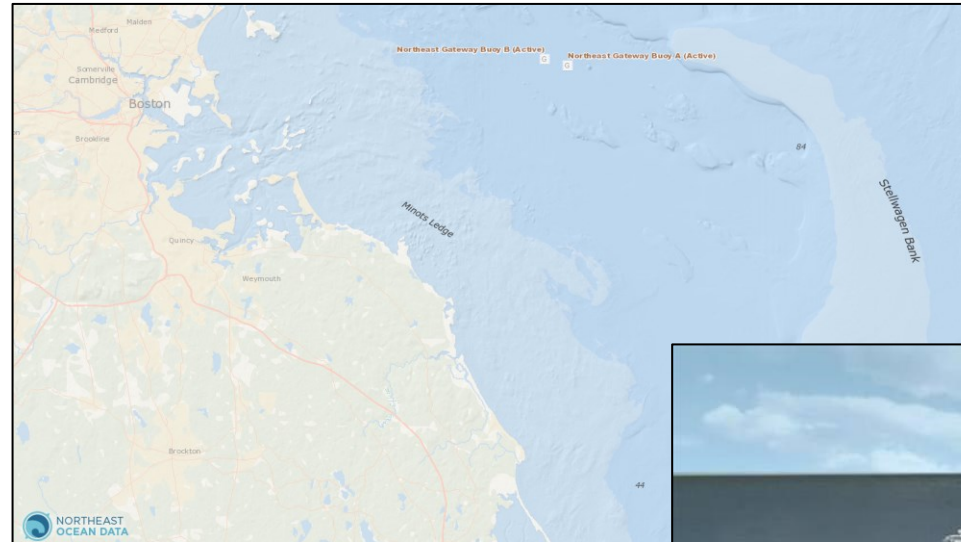 Malden
Medford
Northeast Gateway Buoy B (Active)
Northeast Gateway Buoy A (Active)
G
G
Somerville
Cambridge
Boston
Brookline
84
Stellwagen Bank
Minots Ledge
Quincy
Weymouth
Brockton
44
NORTHEAST
OCEAN DATA